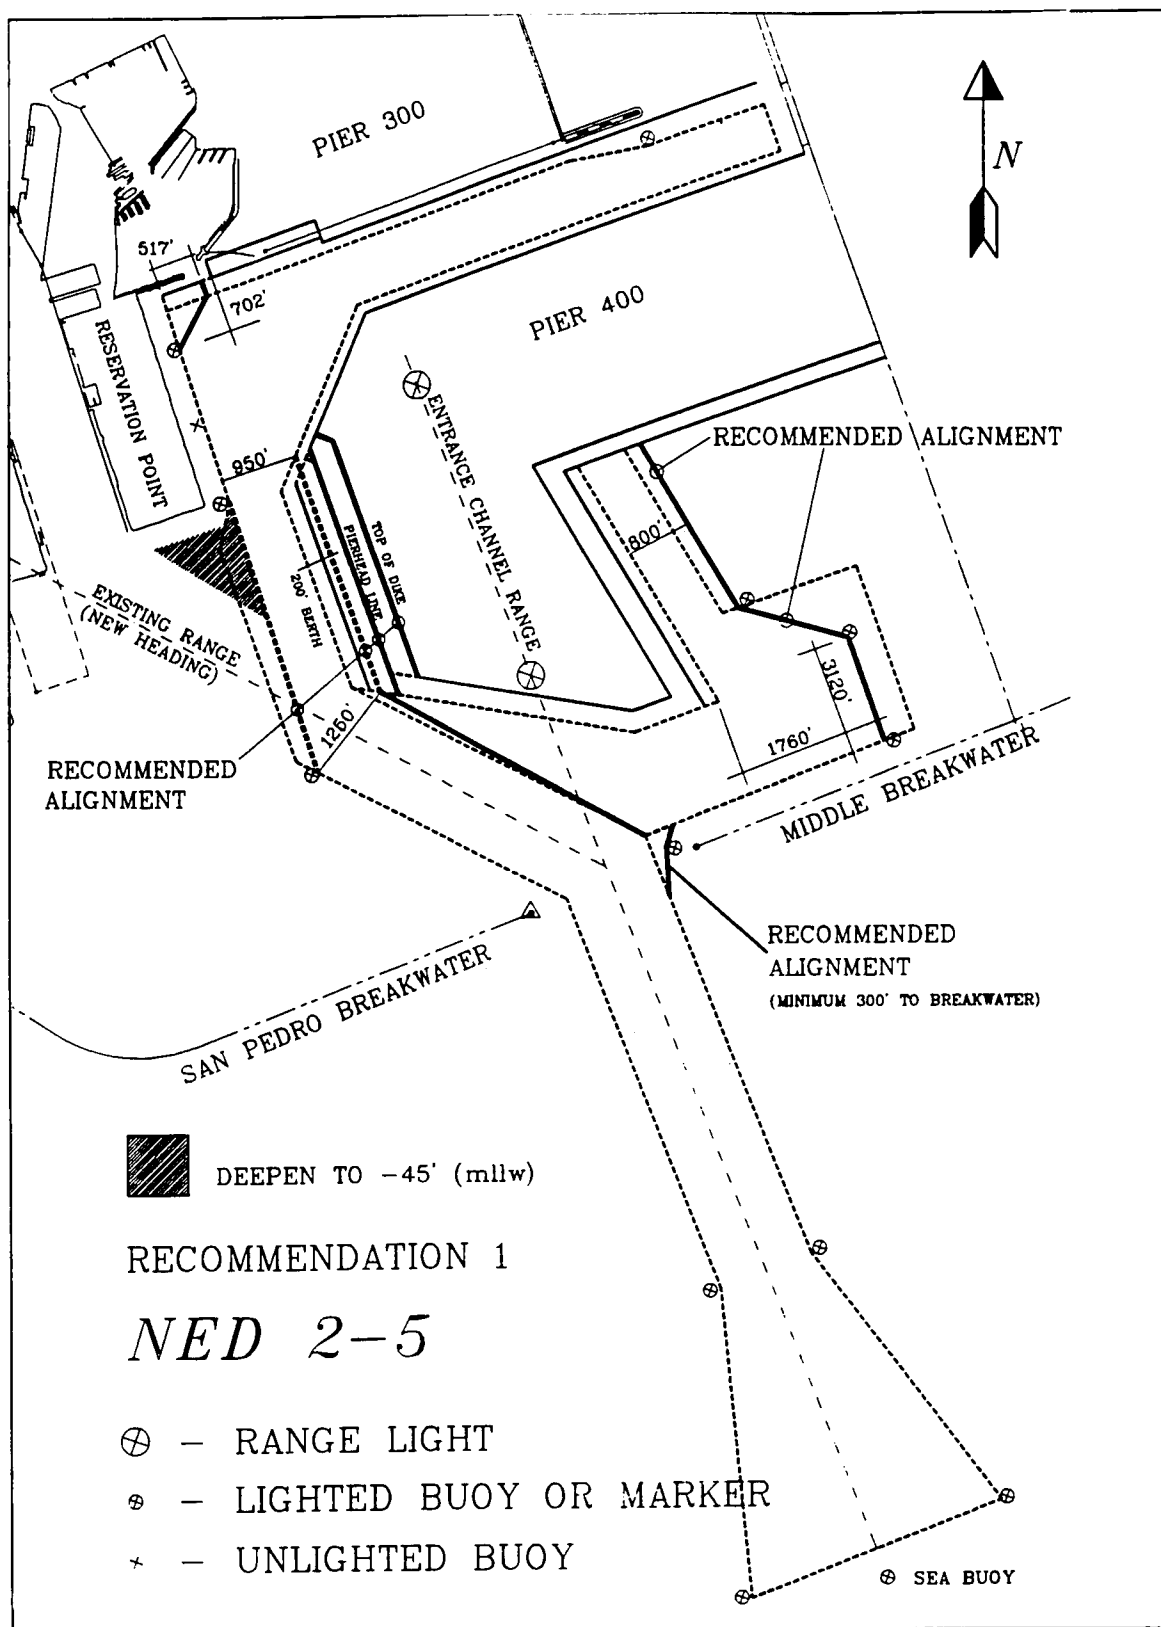 PIER 300
N
517'
702'
PIER 400
RESERVATION POINT
ENTRANCE CHANNEL RANGE
RECOMMENDED ALIGNMENT
950'
800'
TOP OF DIKE
PIERHEAD LINE
200' BERTH
EXISTING RANGE
(NEW HEADING)
3120'
1250'
1760'
RECOMMENDED
ALIGNMENT
MIDDLE BREAKWATER
RECOMMENDED
ALIGNMENT
(MINIMUM 300' TO BREAKWATER)
SAN PEDRO BREAKWATER
DEEPEN TO -45' (mllw)
RECOMMENDATION 1
NED 2-5
- RANGE LIGHT
- LIGHTED BUOY OR MARKER
- UNLIGHTED BUOY
SEA BUOY